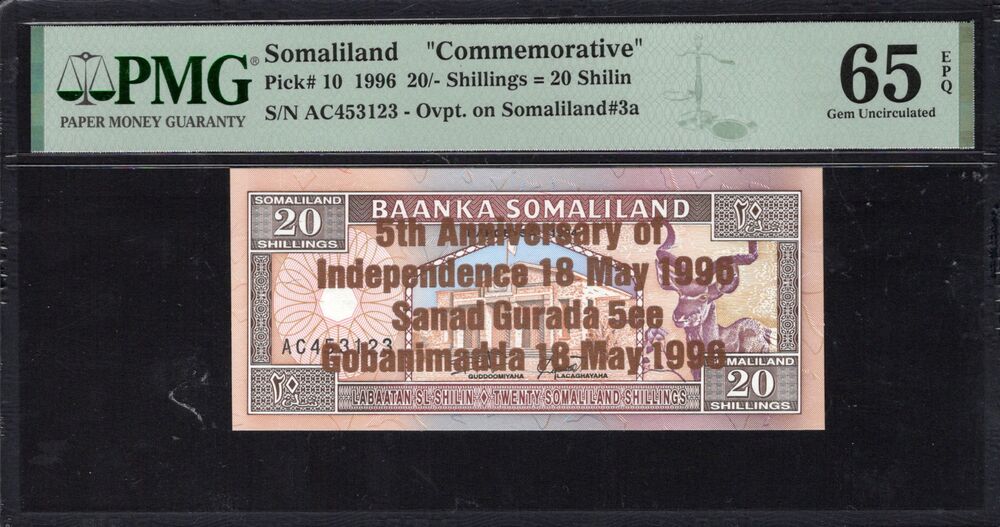 PMG
PAPER MONEY GUARANTY
Somaliland "Commemorative"
Pick# 10 1996 20/- Shillings = 20 Shilin
S/N AC453123 - Ovpt. on Somaliland#3a
65 EPQ
Gem Uncirculated
SOMALILAND
20
SHILLINGS
BAANKA SOMALILAND
٢٠
5th Anniversary of
Independence 18 May 1996
Sanad Gurada 5ee
Gobanimadda 18 May 1996
AC453123
GUDDOOMIYAHA
LACAGHAYAHA
٢٠
LABAATAN SL SHILIN ♦ TWENTY SOMALILAND SHILLINGS
SOMALILAND
20
SHILLINGS